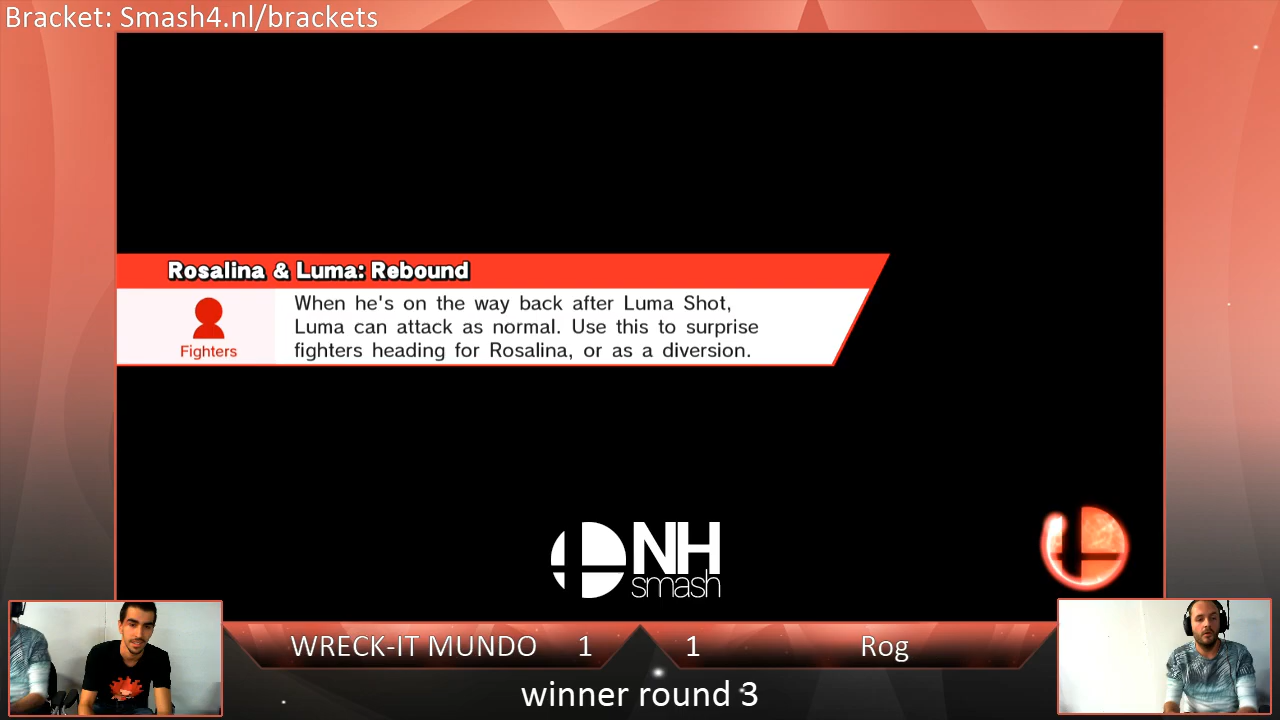 Bracket: Smash4.nl/brackets
Rosalina & Luma: Rebound
Fighters
When he's on the way back after Luma Shot,
Luma can attack as normal. Use this to surprise
fighters heading for Rosalina, or as a diversion.
NH
smash
WRECK-IT MUNDO 1 1 Rog
winner round 3